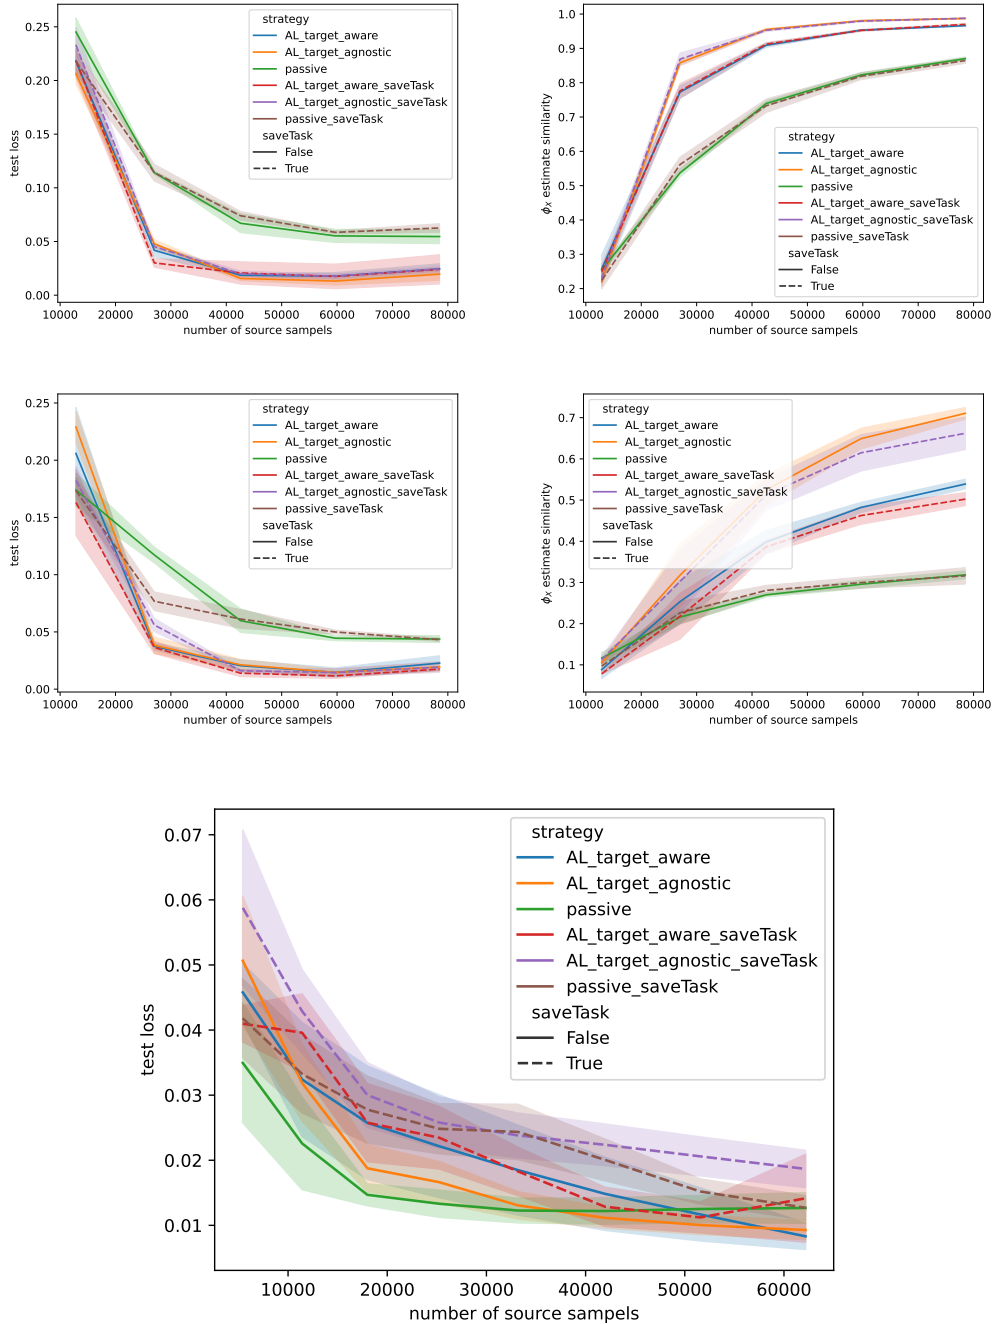 0.25
0.20
0.15
0.10
0.05
0.00
test loss
10000 20000 30000 40000 50000 60000 70000 80000
number of source sampels
strategy
AL_target_aware
AL_target_agnostic
passive
AL_target_aware_saveTask
AL_target_agnostic_saveTask
passive_saveTask
saveTask
False
True
1.0
0.9
0.8
0.7
0.6
0.5
0.4
0.3
0.2
ϕX estimate similarity
10000 20000 30000 40000 50000 60000 70000 80000
number of source sampels
strategy
AL_target_aware
AL_target_agnostic
passive
AL_target_aware_saveTask
AL_target_agnostic_saveTask
passive_saveTask
saveTask
False
True
0.25
0.20
0.15
0.10
0.05
0.00
test loss
10000 20000 30000 40000 50000 60000 70000 80000
number of source sampels
strategy
AL_target_aware
AL_target_agnostic
passive
AL_target_aware_saveTask
AL_target_agnostic_saveTask
passive_saveTask
saveTask
False
True
0.7
0.6
0.5
0.4
0.3
0.2
0.1
ϕX estimate similarity
10000 20000 30000 40000 50000 60000 70000 80000
number of source sampels
strategy
AL_target_aware
AL_target_agnostic
passive
AL_target_aware_saveTask
AL_target_agnostic_saveTask
passive_saveTask
saveTask
False
True
0.07
0.06
0.05
0.04
0.03
0.02
0.01
test loss
10000 20000 30000 40000 50000 60000
number of source sampels
strategy
AL_target_aware
AL_target_agnostic
passive
AL_target_aware_saveTask
AL_target_agnostic_saveTask
passive_saveTask
saveTask
False
True